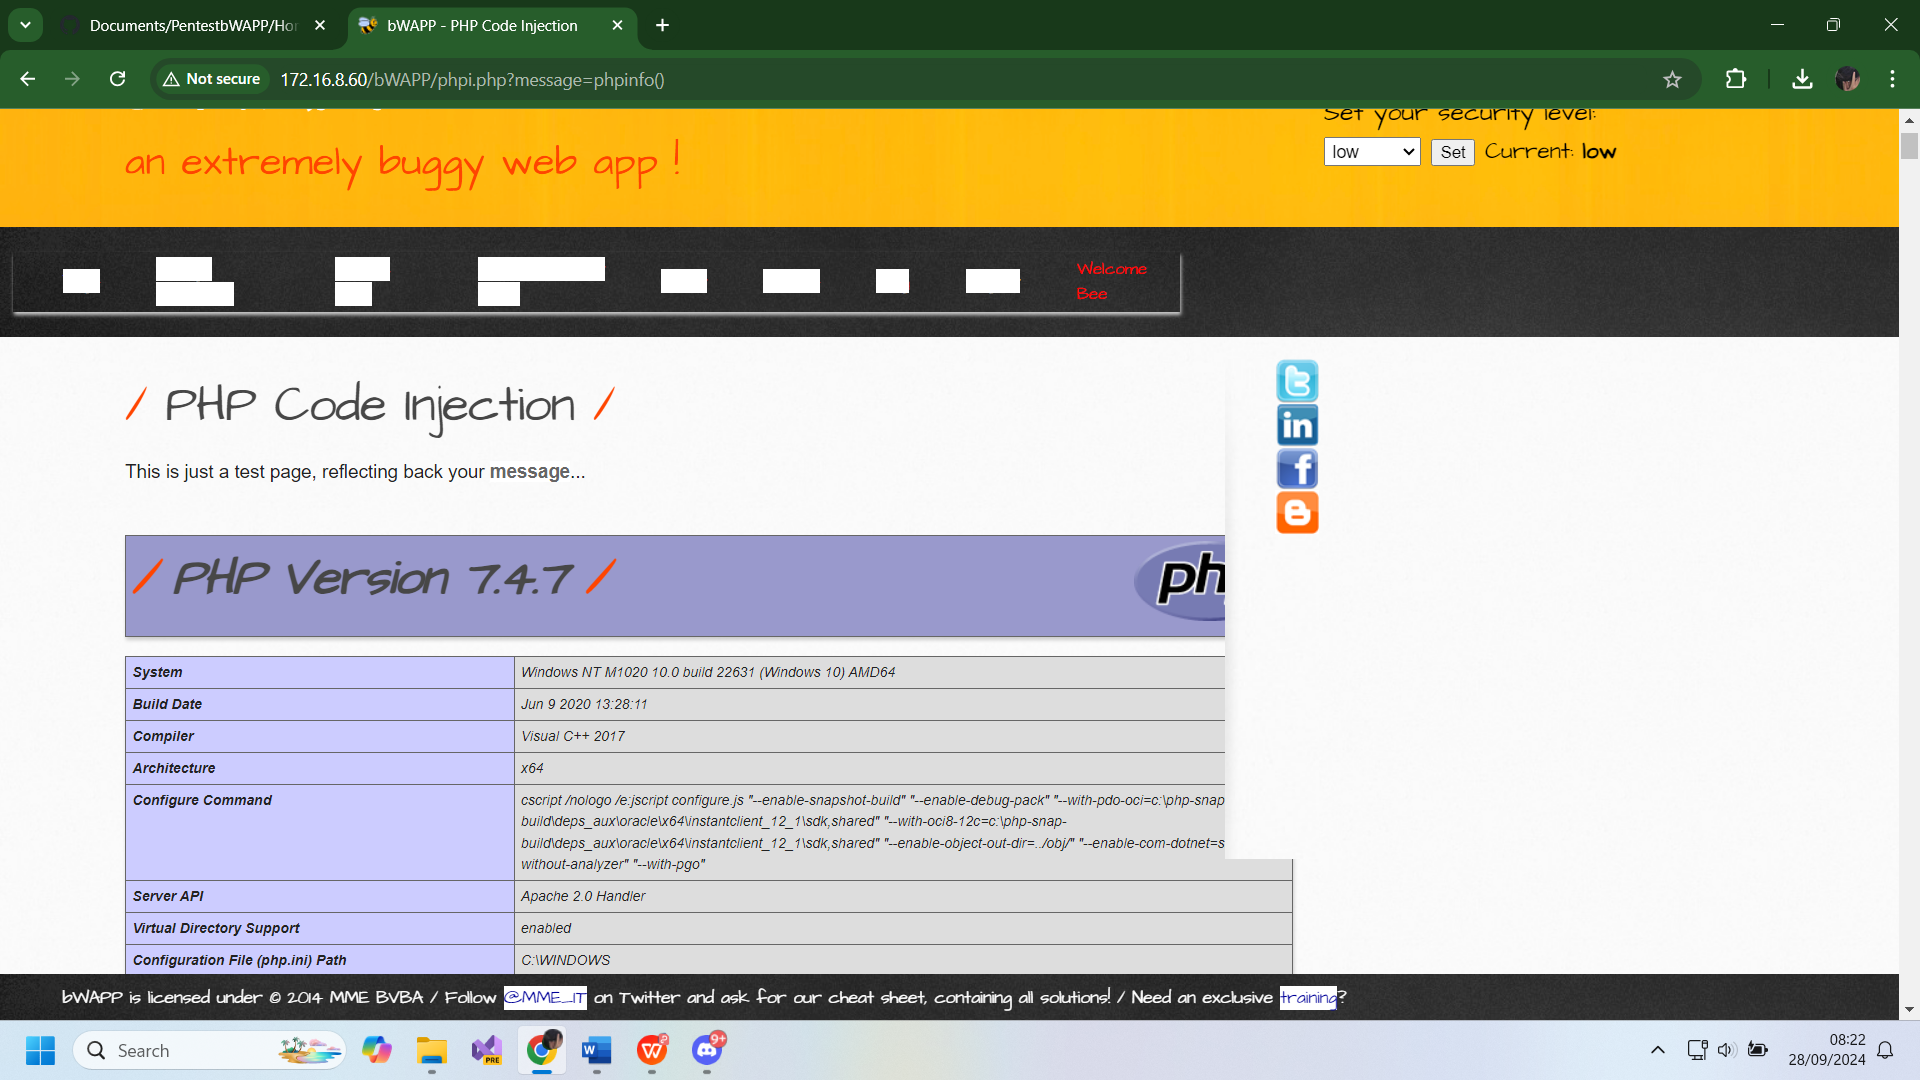 Documents/PentestbWAPP/Ho
bWAPP - PHP Code Injection
Not secure
172.16.8.60/bWAPP/phpi.php?message=phpinfo()
Set your security level:
an extremely buggy web app !
low
Set
Current: low
Welcome
Bee
/ PHP Code Injection /
This is just a test page, reflecting back your message...
/ PHP Version 7.4.7 /
ph
System
Windows NT M1020 10.0 build 22631 (Windows 10) AMD64
Build Date
Jun 9 2020 13:28:11
Compiler
Visual C++ 2017
Architecture
x64
Configure Command
cscript /nologo /e:jscript configure.js "--enable-snapshot-build" "--enable-debug-pack" "--with-pdo-oci=c:\php-snap
build\deps_aux\oracle\x64\instantclient_12_1\sdk,shared" "--with-oci8-12c=c:\php-snap-
build\deps_aux\oracle\x64\instantclient_12_1\sdk,shared" "--enable-object-out-dir=../obj/" "--enable-com-dotnet=s
without-analyzer" "--with-pgo"
Server API
Apache 2.0 Handler
Virtual Directory Support
enabled
Configuration File (php.ini) Path
C:\WINDOWS
bWAPP is licensed under © 2014 MME BVBA / Follow @MME_IT on Twitter and ask for our cheat sheet, containing all solutions! / Need an exclusive training?
Search
PRE
9+
08:22
28/09/2024